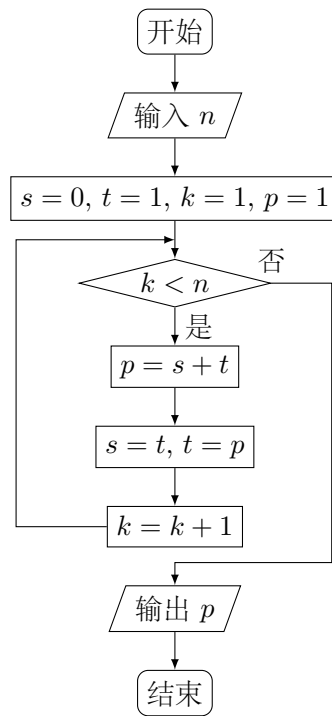 开始
输入 n
s = 0, t = 1, k = 1, p = 1
k < n
否
是
p = s + t
s = t, t = p
k = k + 1
输出 p
结束